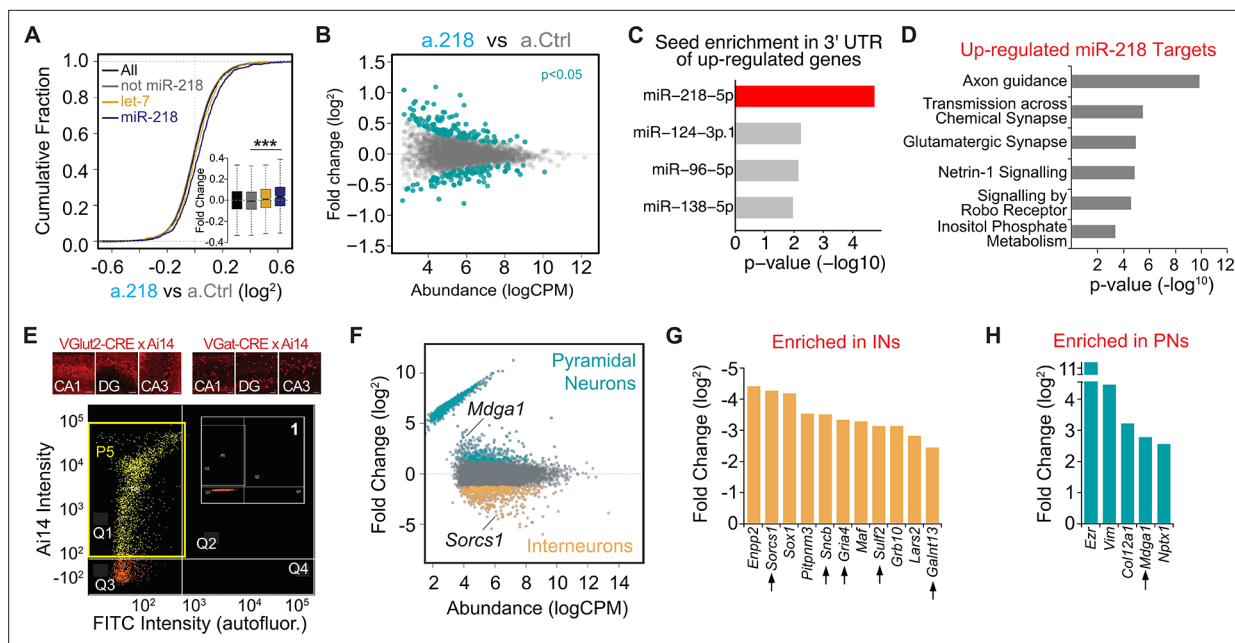 A
All
not miR-218
let-7
miR-218
***
Cumulative Fraction
1.0
0.8
0.6
0.4
0.2
0.0
Fold Change
0.4
0.2
0.0
-0.4
-0.6
-0.2
0.2
0.6
a.218 vs a.Ctrl (log²)
B
a.218 vs a.Ctrl
p<0.05
Fold change (log²)
1.5
1.0
0.5
0.0
−0.5
−1.0
−1.5
4
6
8
10
12
Abundance (logCPM)
C
Seed enrichment in 3' UTR
of up-regulated genes
miR−218−5p
miR−124−3p.1
miR−96−5p
miR−138−5p
0
1
2
3
4
p−value (−log10)
D
Up-regulated miR-218 Targets
Axon guidance
Transmission across
Chemical Synapse
Glutamatergic Synapse
Netrin-1 Signalling
Signalling by
Robo Receptor
Inositol Phosphate
Metabolism
2
4
6
8
10
12
p-value (-log¹⁰)
E
VGlut2-CRE x Ai14
VGat-CRE x Ai14
CA1
DG
CA3
CA1
DG
CA3
Ai14 Intensity
10⁵
10⁴
10³
10²
-10²
P5
Q1
Q2
Q3
Q4
1
P5
Q2
Q3
10²
10³
10⁴
10⁵
FITC Intensity (autofluor.)
F
Pyramidal
Neurons
Mdga1
Sorcs1
Interneurons
Fold Change (log²)
10
5
0
-5
2
4
6
8
10
12
14
Abundance (logCPM)
G
Enriched in INs
Fold Change (log²)
-5
-4
-3
-2
-1
0
Enpp2
Sorcs1
Sox1
Pitpnm3
Sncb
Gria4
Maf
Sulf2
Grb10
Lars2
Galnt13
H
Enriched in PNs
Fold Change (log²)
11
4
3
2
1
0
Ezr
Vim
Col12a1
Mdga1
Nptx1